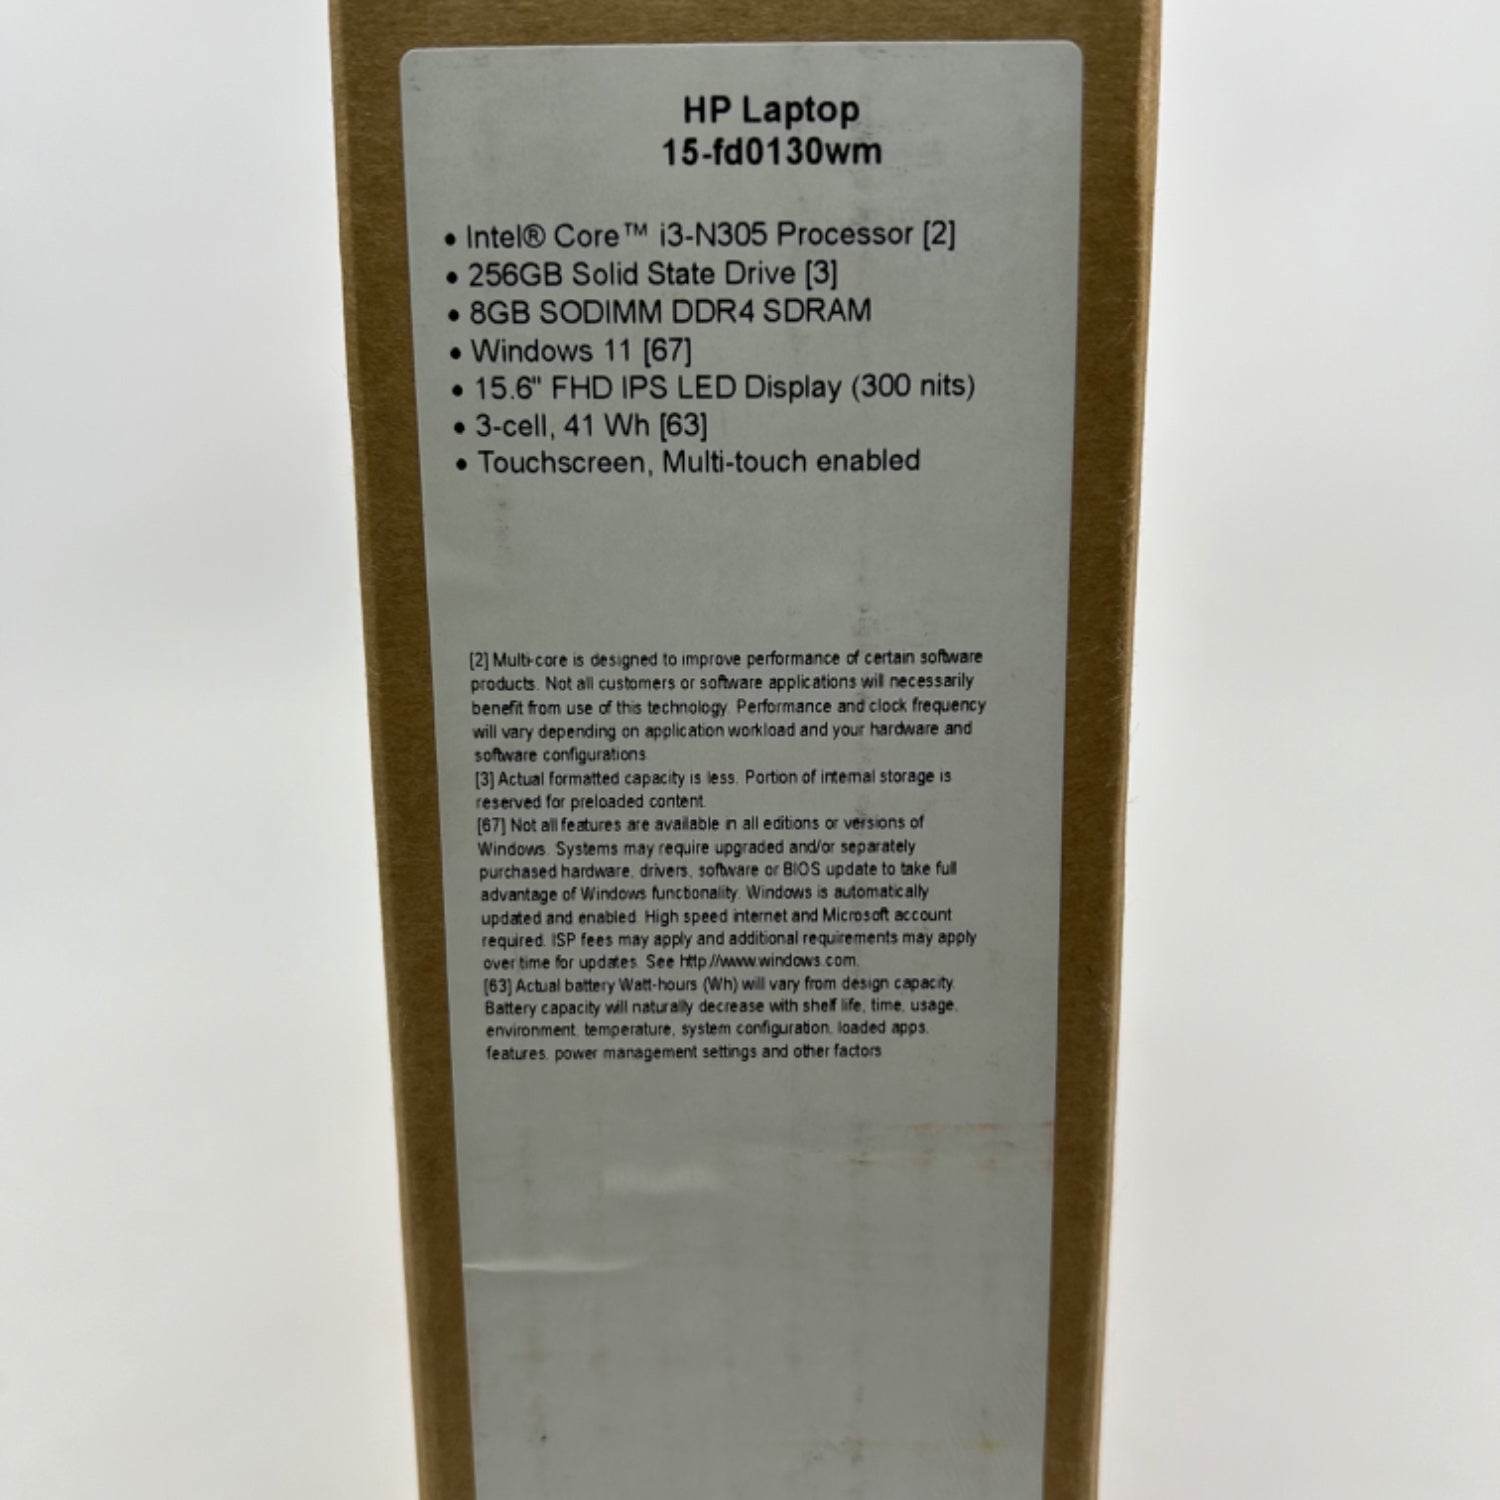 HP Laptop
15-fd0130wm
• Intel® Core™ i3-N305 Processor [2]
• 256GB Solid State Drive [3]
• 8GB SODIMM DDR4 SDRAM
• Windows 11 [67]
• 15.6" FHD IPS LED Display (300 nits)
• 3-cell, 41 Wh [63]
• Touchscreen, Multi-touch enabled
[2] Multi-core is designed to improve performance of certain software
products. Not all customers or software applications will necessarily
benefit from use of this technology. Performance and clock frequency
will vary depending on application workload and your hardware and
software configurations.
[3] Actual formatted capacity is less. Portion of internal storage is
reserved for preloaded content.
[67] Not all features are available in all editions or versions of
Windows. Systems may require upgraded and/or separately
purchased hardware, drivers, software or BIOS update to take full
advantage of Windows functionality. Windows is automatically
updated and enabled. High speed internet and Microsoft account
required. ISP fees may apply and additional requirements may apply
over time for updates. See http://www.windows.com.
[63] Actual battery Watt-hours (Wh) will vary from design capacity.
Battery capacity will naturally decrease with shelf life, time, usage,
environment, temperature, system configuration, loaded apps,
features, power management settings and other factors